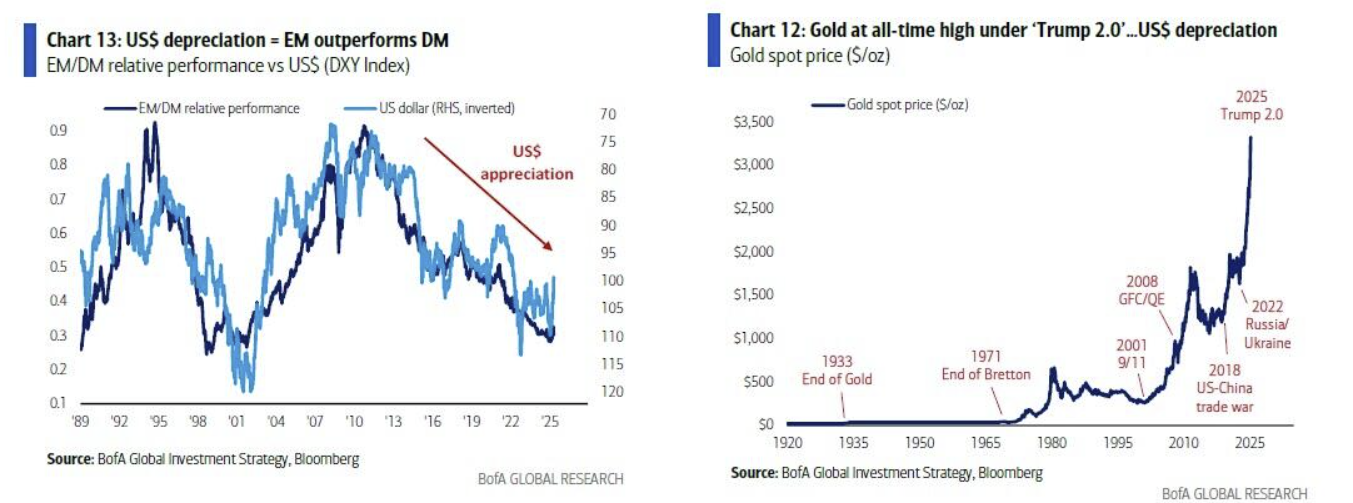 Chart 13: US$ depreciation = EM outperforms DM
EM/DM relative performance vs US$ (DXY Index)
EM/DM relative performance
US dollar (RHS, inverted)
US$
appreciation
0.9
0.8
0.7
0.6
0.5
0.4
0.3
0.2
0.1
70
75
80
85
90
95
100
105
110
115
120
'89 '92 '95 '98 '01 '04 '07 '10 '13 '16 '19 '22 '25
Source: BofA Global Investment Strategy, Bloomberg
BofA GLOBAL RESEARCH
Chart 12: Gold at all-time high under ‘Trump 2.0’...US$ depreciation
Gold spot price ($/oz)
Gold spot price ($/oz)
2025
Trump 2.0
$3,500
$3,000
$2,500
$2,000
$1,500
$1,000
$500
$0
1933
End of Gold
1971
End of Bretton
2001
9/11
2008
GFC/QE
2018
US-China
trade war
2022
Russia/
Ukraine
1920 1935 1950 1965 1980 1995 2010 2025
Source: BofA Global Investment Strategy, Bloomberg
BofA GLOBAL RESEARCH